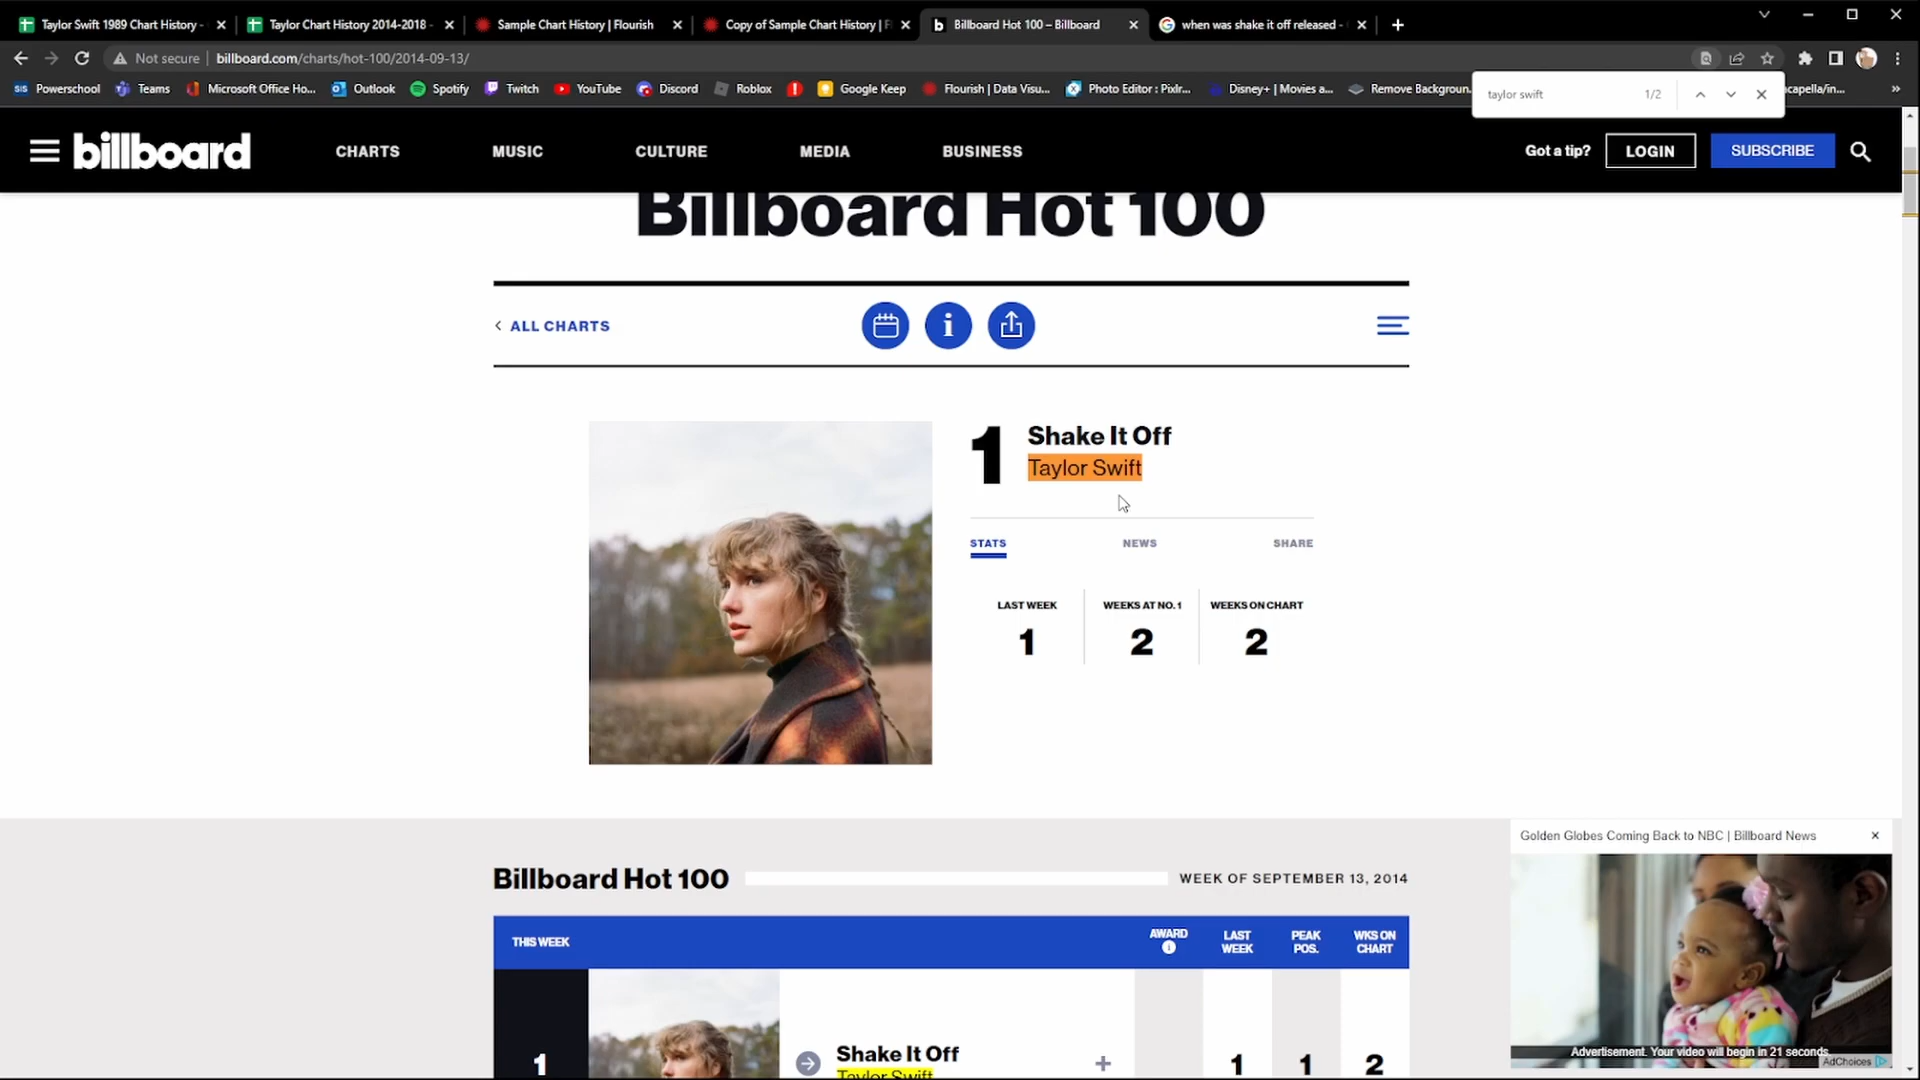 Taylor Swift 1989 Chart History -
Taylor Chart History 2014-2018 -
Sample Chart History | Flourish
Copy of Sample Chart History | F
b Billboard Hot 100 – Billboard
when was shake it off released -
Not secure billboard.com/charts/hot-100/2014-09-13/
SIS Powerschool Teams Microsoft Office Ho... Outlook Spotify Twitch YouTube Discord Roblox Google Keep Flourish | Data Visu... Photo Editor : Pixlr... Disney+ | Movies a... Remove Backgroun... capella/in... »
taylor swift 1/2
billboard CHARTS MUSIC CULTURE MEDIA BUSINESS Got a tip? LOGIN SUBSCRIBE
Billboard Hot 100
ALL CHARTS
i
1 Shake It Off
Taylor Swift
STATS NEWS SHARE
LAST WEEK WEEKS AT NO. 1 WEEKS ON CHART
1 2 2
Golden Globes Coming Back to NBC | Billboard News
Billboard Hot 100 WEEK OF SEPTEMBER 13, 2014
THIS WEEK AWARD LAST WEEK PEAK POS. WKS ON CHART
1 Shake It Off 1 1 2
Taylor Swift
Advertisement. Your video will begin in 21 seconds.
AdChoices